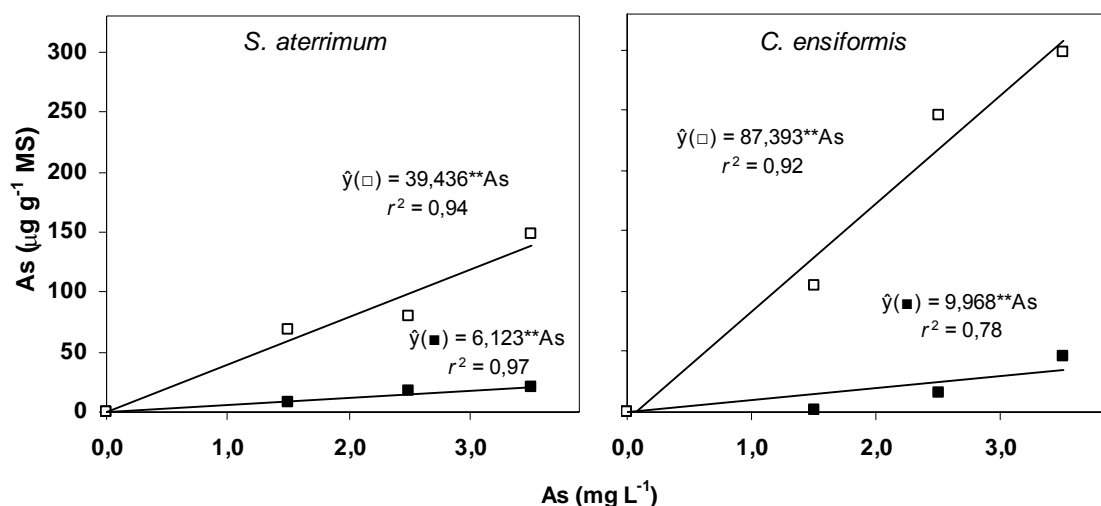 S. aterrimum
C. ensiformis
As (μg g⁻¹ MS)
300
250
200
150
100
50
0
ŷ(□) = 39,436**As
r² = 0,94
ŷ(■) = 6,123**As
r² = 0,97
ŷ(□) = 87,393**As
r² = 0,92
ŷ(■) = 9,968**As
r² = 0,78
0,0 1,0 2,0 3,0
0,0 1,0 2,0 3,0
As (mg L⁻¹)